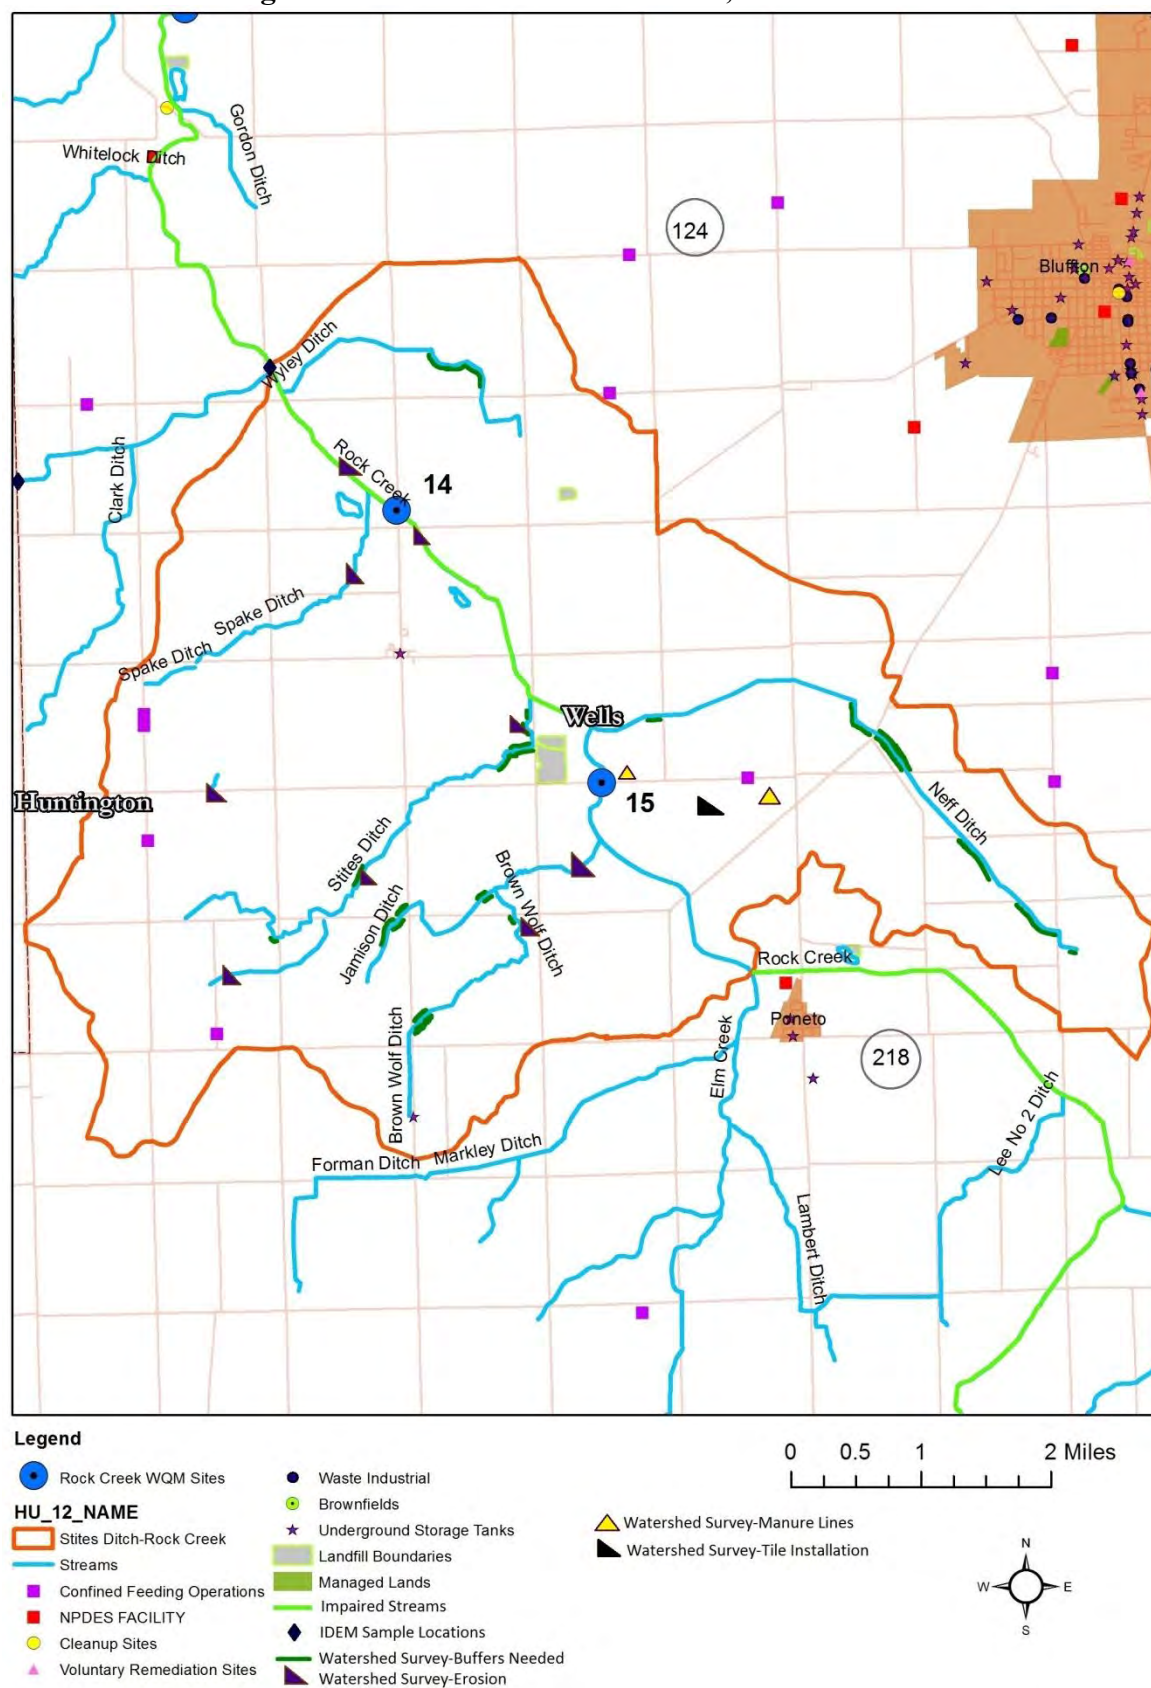 Gordon Ditch
Whitelock Ditch
124
Bluffton
Wyley Ditch
Rock Creek
14
Clark Ditch
Spake Ditch
Spake Ditch
Wells
Huntington
15
Neff Ditch
Stites Ditch
Brown Wolf Ditch
Jamison Ditch
Rock Creek
Poneto
Brown Wolf Ditch
Elm Creek
218
Forman Ditch
Markley Ditch
Lee No 2 Ditch
Lambert Ditch
Legend
Rock Creek WQM Sites
HU_12_NAME
Stites Ditch-Rock Creek
Streams
Confined Feeding Operations
NPDES FACILITY
Cleanup Sites
Voluntary Remediation Sites
Waste Industrial
Brownfields
Underground Storage Tanks
Landfill Boundaries
Managed Lands
Impaired Streams
IDEM Sample Locations
Watershed Survey-Buffers Needed
Watershed Survey-Erosion
Watershed Survey-Manure Lines
Watershed Survey-Tile Installation
0 0.5 1 2 Miles
N
W E
S